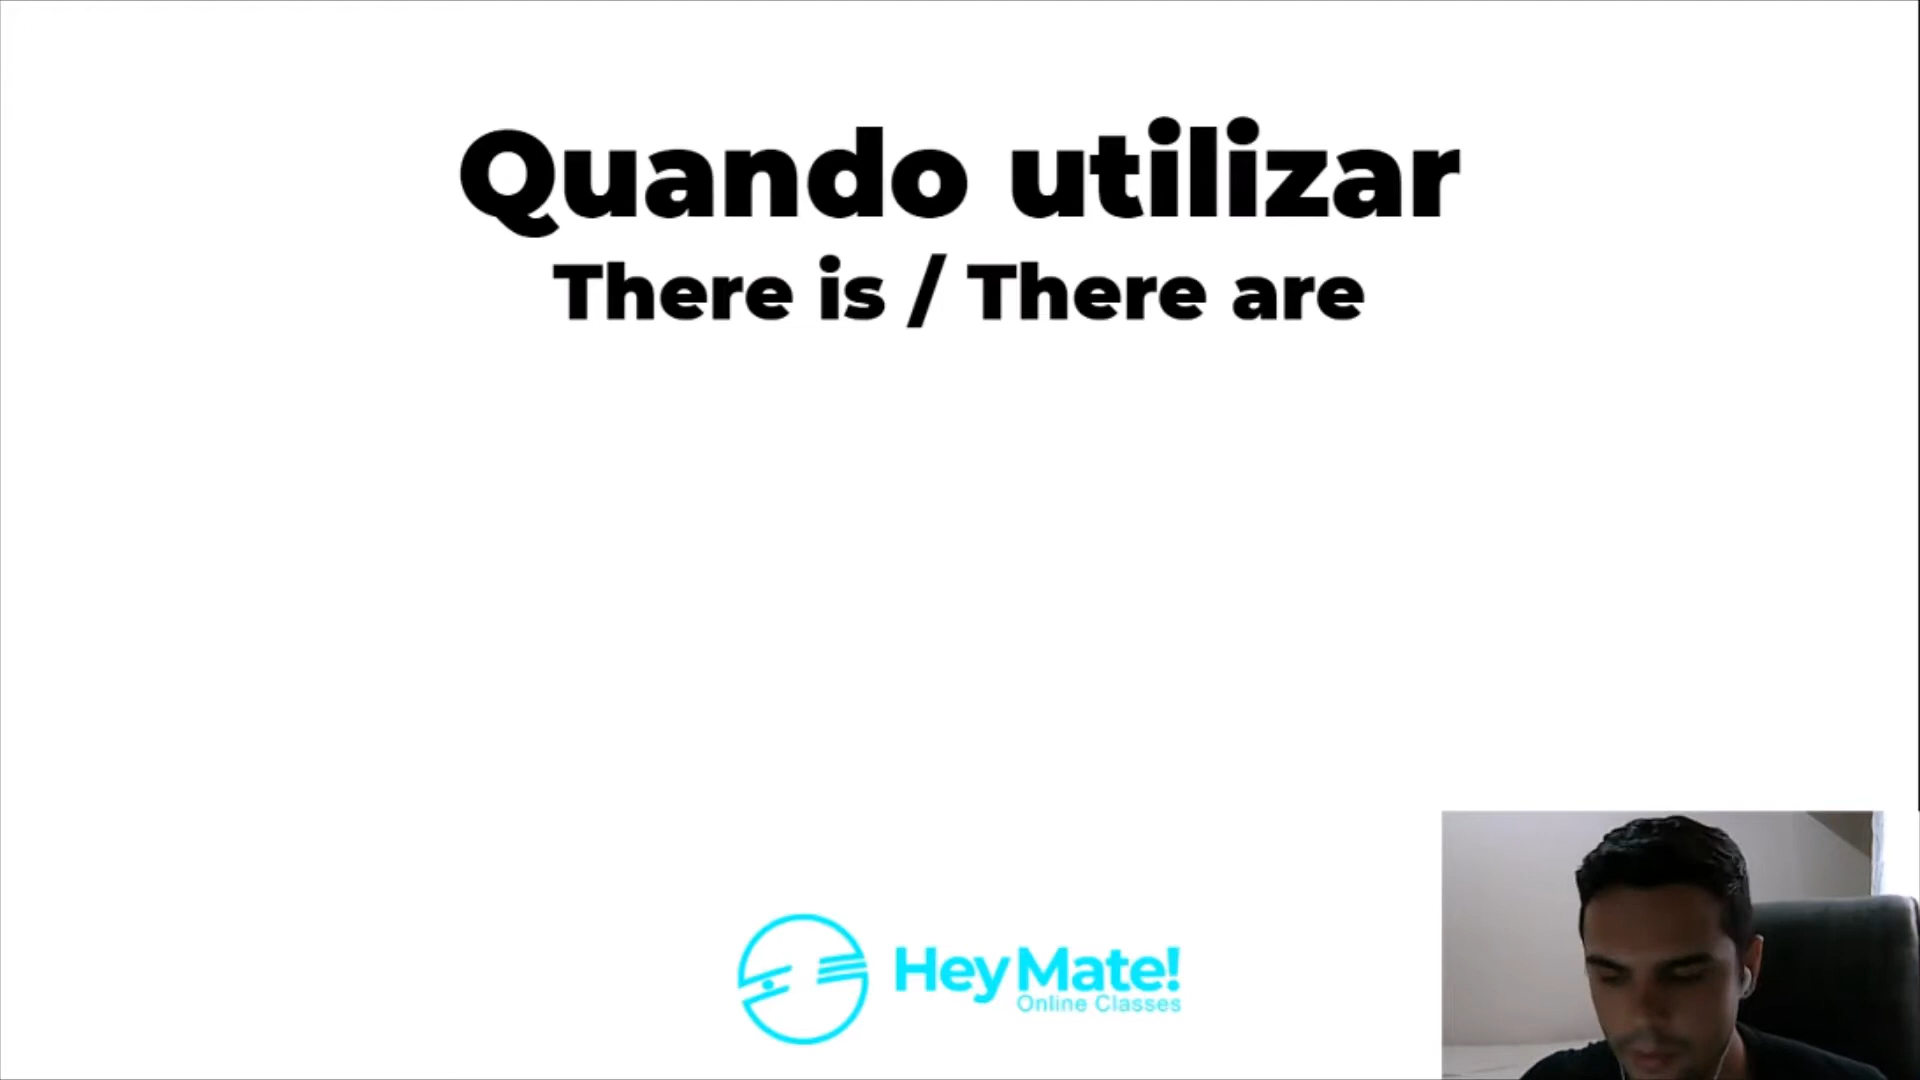 Quando utilizar
There is / There are
Hey Mate!
Online Classes